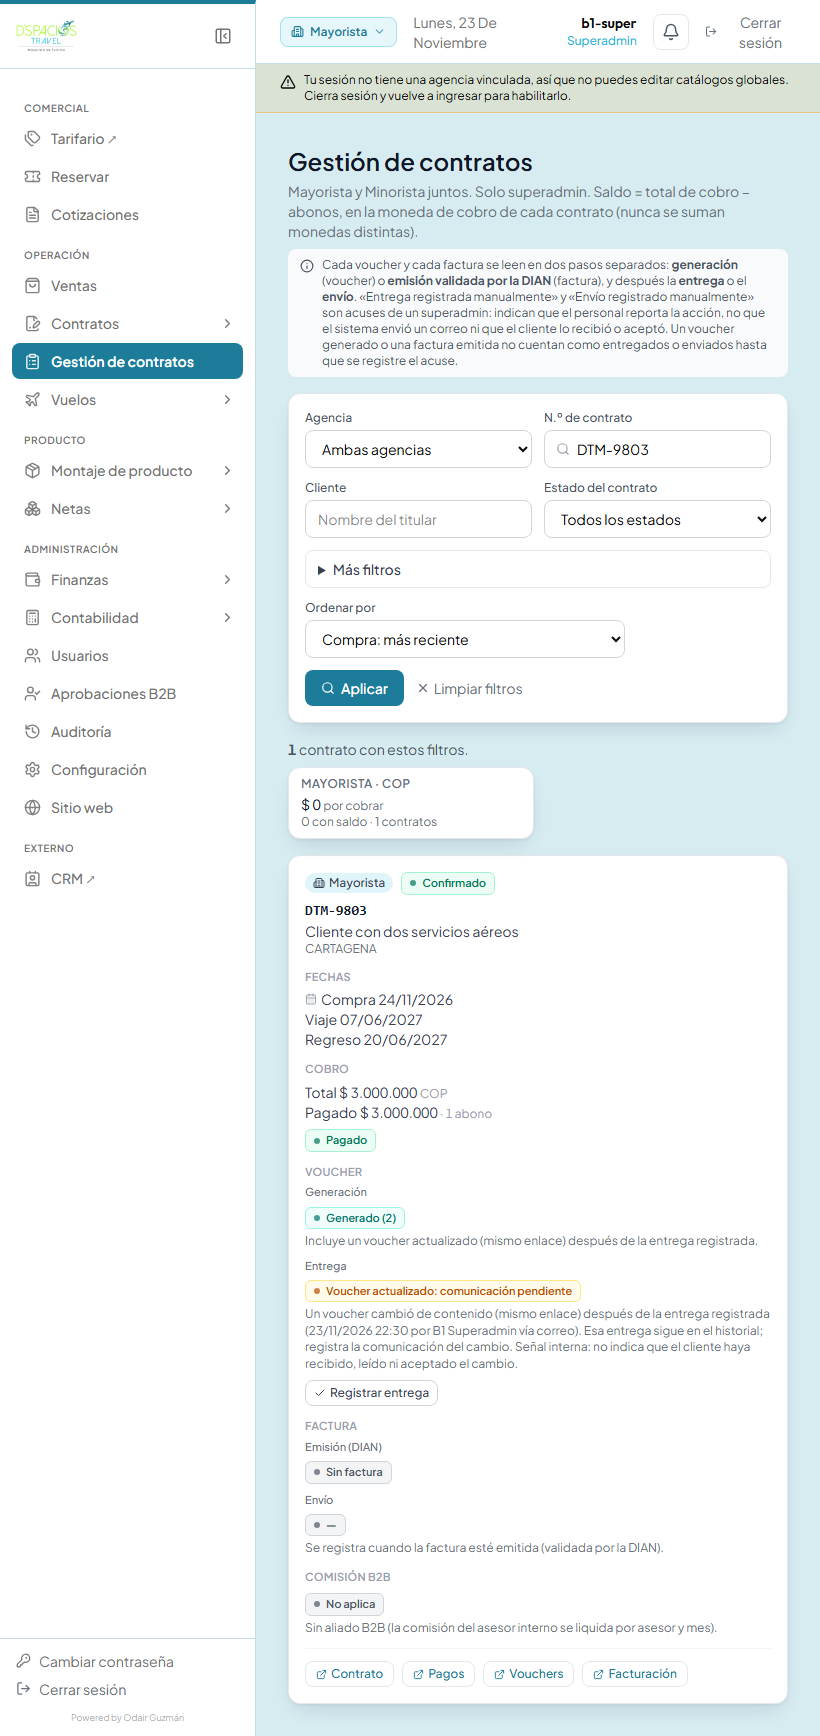 D'SPACIOS
TRAVEL
COMERCIAL
Tarifario ↗
Reservar
Cotizaciones
OPERACIÓN
Ventas
Contratos
Gestión de contratos
Vuelos
PRODUCTO
Montaje de producto
Netas
ADMINISTRACIÓN
Finanzas
Contabilidad
Usuarios
Aprobaciones B2B
Auditoría
Configuración
Sitio web
EXTERNO
CRM ↗
Cambiar contraseña
Cerrar sesión
Powered by Odair Guzmán
Mayorista
Lunes, 23 De
Noviembre
b1-super
Superadmin
Cerrar
sesión
Tu sesión no tiene una agencia vinculada, así que no puedes editar catálogos globales.
Cierra sesión y vuelve a ingresar para habilitarlo.
Gestión de contratos
Mayorista y Minorista juntos. Solo superadmin. Saldo = total de cobro −
abonos, en la moneda de cobro de cada contrato (nunca se suman
monedas distintas).
Cada voucher y cada factura se leen en dos pasos separados: generación
(voucher) o emisión validada por la DIAN (factura), y después la entrega o el
envío. «Entrega registrada manualmente» y «Envío registrado manualmente»
son acuses de un superadmin: indican que el personal reportó la acción, no que
el sistema envió un correo ni que el cliente lo recibió o aceptó. Un voucher
generado o una factura emitida no cuentan como entregados o enviados hasta
que se registre el acuse.
Agencia
Ambas agencias
N.º de contrato
DTM-9803
Cliente
Nombre del titular
Estado del contrato
Todos los estados
Más filtros
Ordenar por
Compra: más reciente
Aplicar
Limpiar filtros
1 contrato con estos filtros.
MAYORISTA · COP
$ 0 por cobrar
0 con saldo · 1 contratos
Mayorista
Confirmado
DTM-9803
Cliente con dos servicios aéreos
CARTAGENA
FECHAS
Compra 24/11/2026
Viaje 07/06/2027
Regreso 20/06/2027
COBRO
Total $ 3.000.000 COP
Pagado $ 3.000.000 · 1 abono
Pagado
VOUCHER
Generación
Generado (2)
Incluye un voucher actualizado (mismo enlace) después de la entrega registrada.
Entrega
Voucher actualizado: comunicación pendiente
Un voucher cambió de contenido (mismo enlace) después de la entrega registrada
(23/11/2026 22:30 por B1 Superadmin vía correo). Esa entrega sigue en el historial;
registra la comunicación del cambio. Señal interna: no indica que el cliente haya
recibido, leído ni aceptado el cambio.
Registrar entrega
FACTURA
Emisión (DIAN)
Sin factura
Envío
—
Se registra cuando la factura esté emitida (validada por la DIAN).
COMISIÓN B2B
No aplica
Sin aliado B2B (la comisión del asesor interno se liquida por asesor y mes).
Contrato
Pagos
Vouchers
Facturación